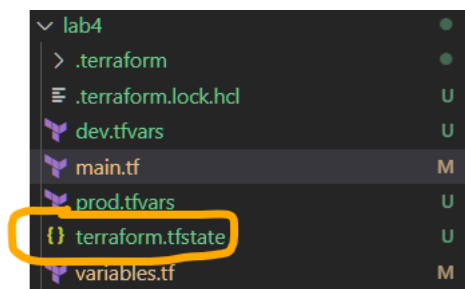 lab4
.terraform
.terraform.lock.hcl U
dev.tfvars U
main.tf M
prod.tfvars U
{} terraform.tfstate U
variables.tf M